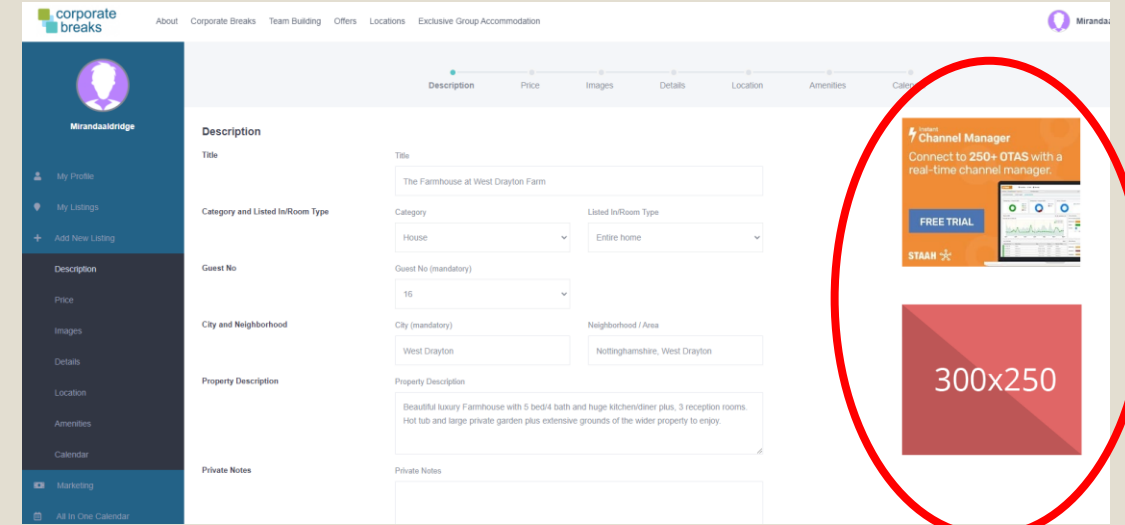 corporate
breaks
About Corporate Breaks Team Building Offers Locations Exclusive Group Accommodation
Description Price Images Details Location Amenities
Mirandaaldridge
My Profile
My Listings
Add New Listing
Description
Price
Images
Details
Location
Amenities
Calendar
Marketing
All In One Calendar
Description
Title
Title
The Farmhouse at West Drayton Farm
Category and Listed In/Room Type
Category Listed In/Room Type
House Entire home
Guest No
Guest No (mandatory)
16
City and Neighborhood
City (mandatory) Neighborhood / Area
West Drayton Nottinghamshire, West Drayton
Property Description
Property Description
Beautiful luxury Farmhouse with 5 bed/4 bath and huge kitchen/diner plus, 3 reception rooms.
Hot tub and large private garden plus extensive grounds of the wider property to enjoy.
Private Notes
Private Notes
Instant
Channel Manager
Connect to 250+ OTAS with a
real-time channel manager.
FREE TRIAL
STAAH
300x250